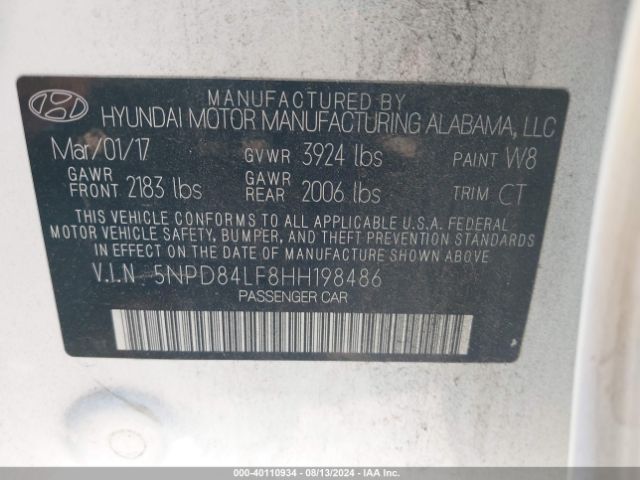 MANUFACTURED BY
HYUNDAI MOTOR MANUFACTURING ALABAMA, LLC
Mar/01/17 GVWR 3924 lbs PAINT W8
GAWR FRONT 2183 lbs GAWR REAR 2006 lbs TRIM CT
THIS VEHICLE CONFORMS TO ALL APPLICABLE U.S.A. FEDERAL
MOTOR VEHICLE SAFETY, BUMPER, AND THEFT PREVENTION STANDARDS
IN EFFECT ON THE DATE OF MANUFACTURE SHOWN ABOVE.
V.I.N. 5NPD84LF8HH198486
PASSENGER CAR
000-40110934 / 08/13/2024 / IAAI.COM